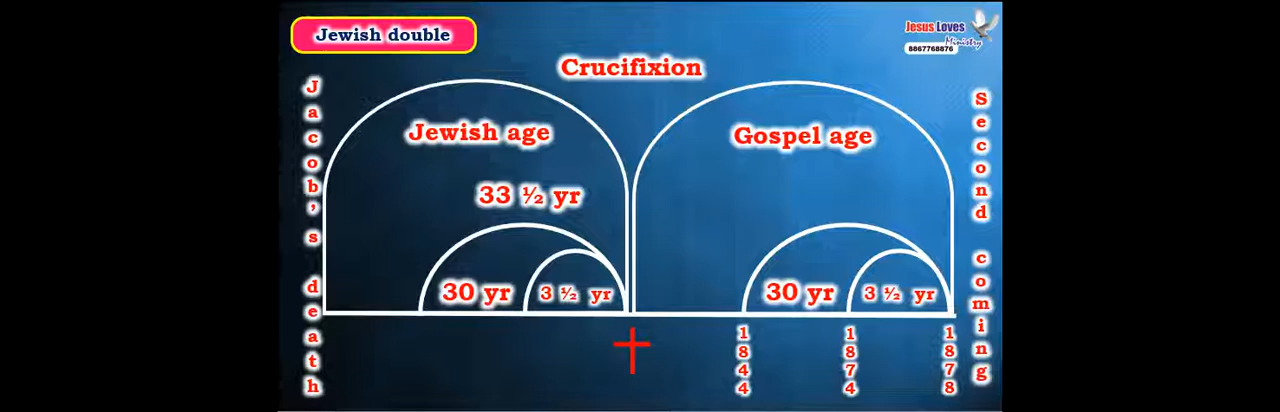 Jewish double
Jesus Loves
Ministry
8867768876
Crucifixion
Jacob's death
Jewish age
Gospel age
Second coming
33 ½ yr
30 yr
3 ½ yr
30 yr
3 ½ yr
1844
1874
1878